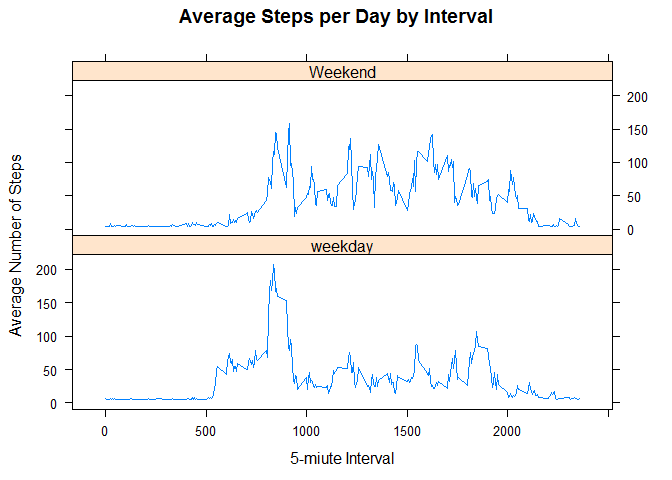 Average Steps per Day by Interval
Weekend
200
150
100
50
0
weekday
200
150
100
50
0
Average Number of Steps
0 500 1000 1500 2000
5-miute Interval